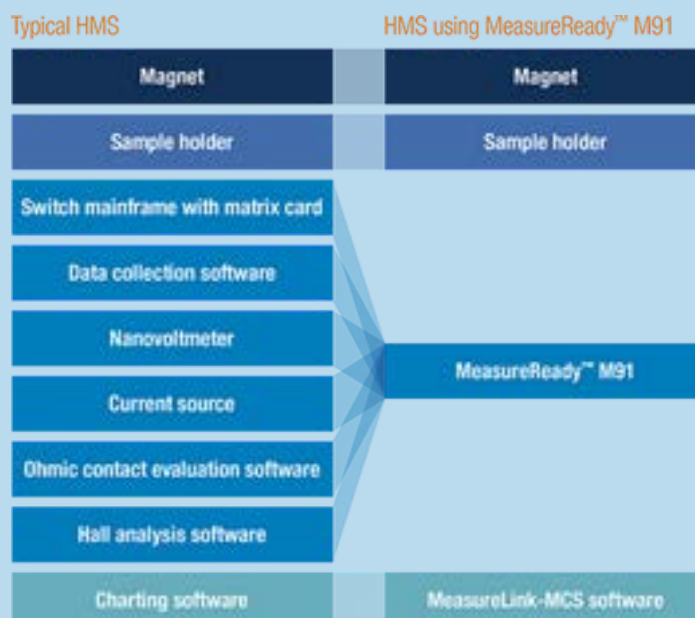 Typical HMS
Magnet
Sample holder
Switch mainframe with matrix card
Data collection software
Nanovoltmeter
Current source
Ohmic contact evaluation software
Hall analysis software
Charting software
HMS using MeasureReady™ M91
Magnet
Sample holder
MeasureReady™ M91
MeasureLink-MCS software